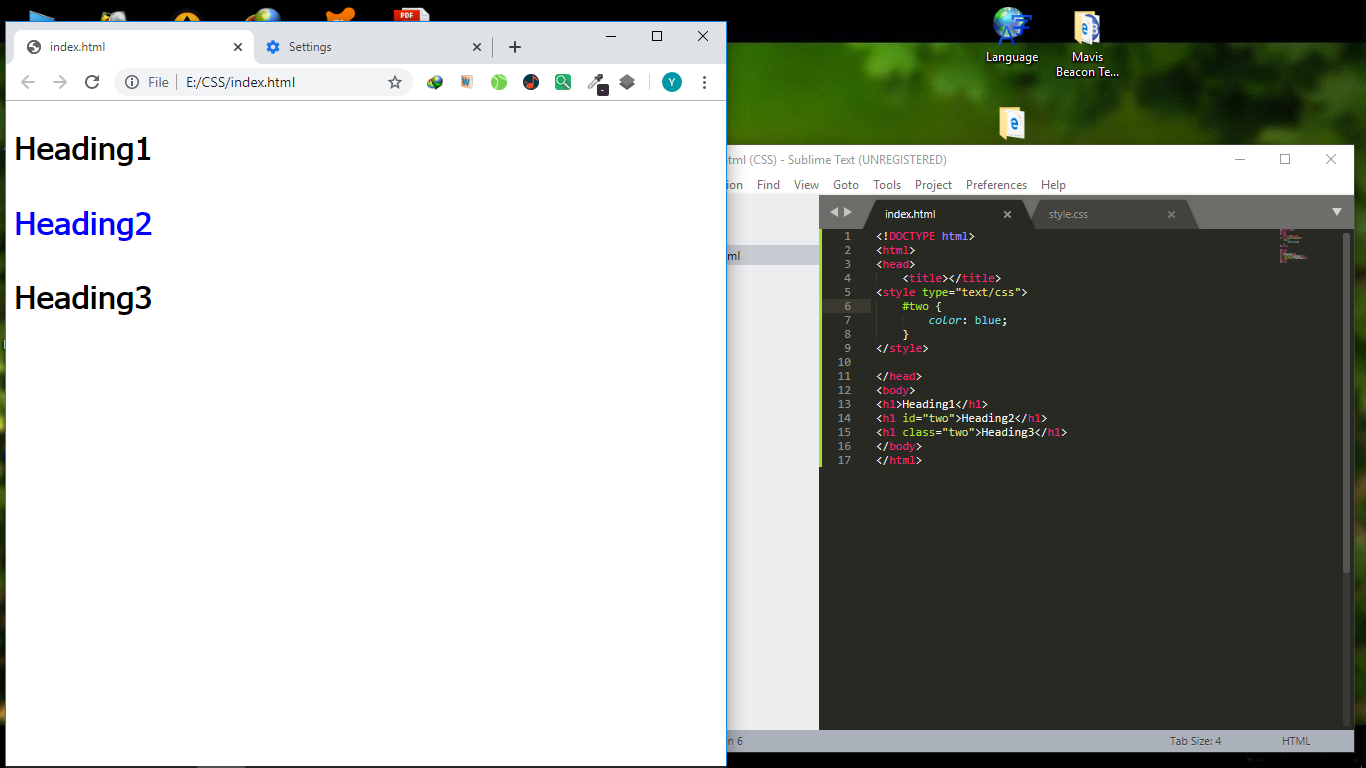 PDF
Language
Mavis
Beacon Te...
index.html
Settings
File
E:/CSS/index.html
Y
Heading1
Heading2
Heading3
(CSS) - Sublime Text (UNREGISTERED)
Find View Goto Tools Project Preferences Help
index.html
style.css
1 <!DOCTYPE html>
2 <html>
3 <head>
4 <title></title>
5 <style type="text/css">
6 #two {
7 color: blue;
8 }
9 </style>
10
11 </head>
12 <body>
13 <h1>Heading1</h1>
14 <h1 id="two">Heading2</h1>
15 <h1 class="two">Heading3</h1>
16 </body>
17 </html>
6
Tab Size: 4
HTML